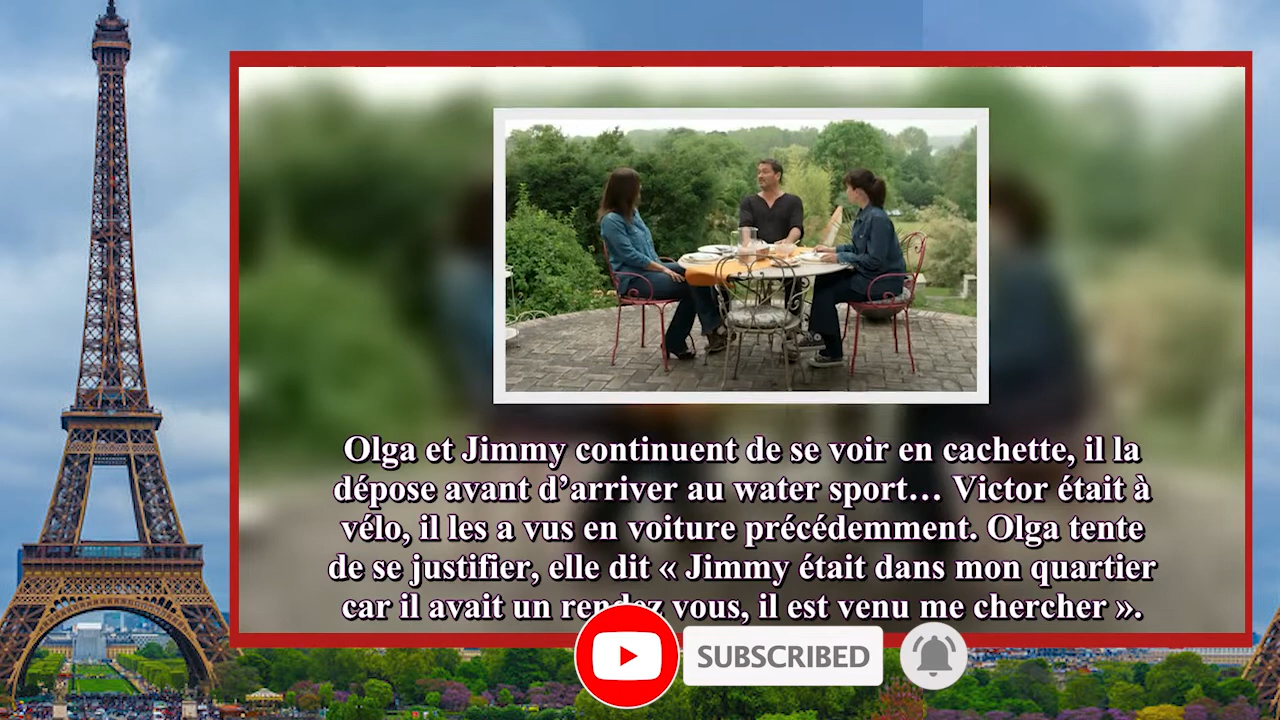 Olga et Jimmy continuent de se voir en cachette, il la
dépose avant d’arriver au water sport… Victor était à
vélo, il les a vus en voiture précédemment. Olga tente
de se justifier, elle dit « Jimmy était dans mon quartier
car il avait un rendez vous, il est venu me chercher ».
SUBSCRIBED